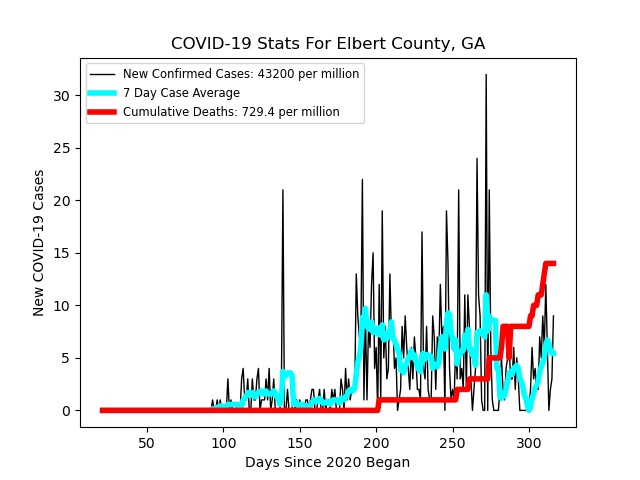 COVID-19 Stats For Elbert County, GA
New Confirmed Cases: 43200 per million
7 Day Case Average
Cumulative Deaths: 729.4 per million
New COVID-19 Cases
30
25
20
15
10
5
0
50 100 150 200 250 300
Days Since 2020 Began